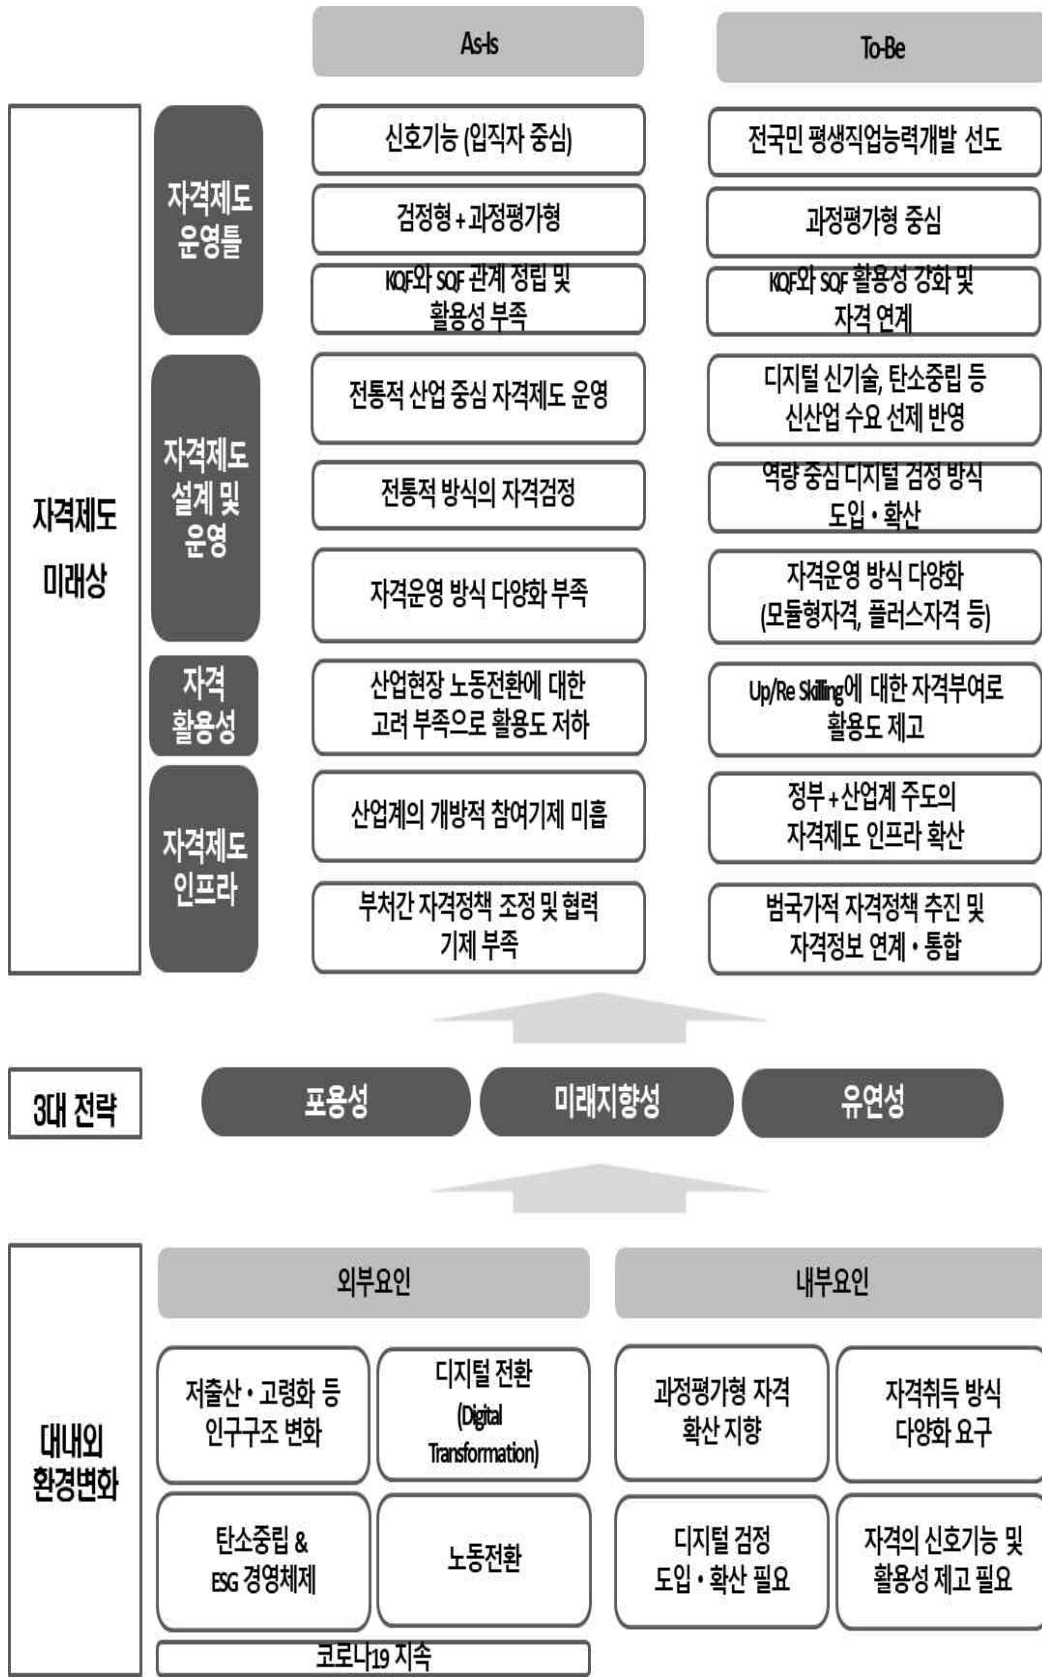 As-Is
To-Be
자격제도
미래상
자격제도
운영틀
신호기능 (입직자 중심)
전국민 평생직업능력개발 선도
검정형 + 과정평가형
과정평가형 중심
KQF와 SQF 관계 정립 및
활용성 부족
KQF와 SQF 활용성 강화 및
자격 연계
자격제도
설계 및
운영
전통적 산업 중심 자격제도 운영
디지털 신기술, 탄소중립 등
신산업 수요 선제 반영
전통적 방식의 자격검정
역량 중심 디지털 검정 방식
도입・확산
자격운영 방식 다양화 부족
자격운영 방식 다양화
(모듈형자격, 플러스자격 등)
자격
활용성
산업현장 노동전환에 대한
고려 부족으로 활용도 저하
Up/Re Skilling에 대한 자격부여로
활용도 제고
자격제도
인프라
산업계의 개방적 참여기제 미흡
정부 + 산업계 주도의
자격제도 인프라 확산
부처간 자격정책 조정 및 협력
기제 부족
범국가적 자격정책 추진 및
자격정보 연계・통합
3대 전략
포용성
미래지향성
유연성
대내외
환경변화
외부요인
내부요인
저출산・고령화 등
인구구조 변화
디지털 전환
(Digital
Transformation)
과정평가형 자격
확산 지향
자격취득 방식
다양화 요구
탄소중립 &
ESG 경영체제
노동전환
디지털 검정
도입・확산 필요
자격의 신호기능 및
활용성 제고 필요
코로나19 지속